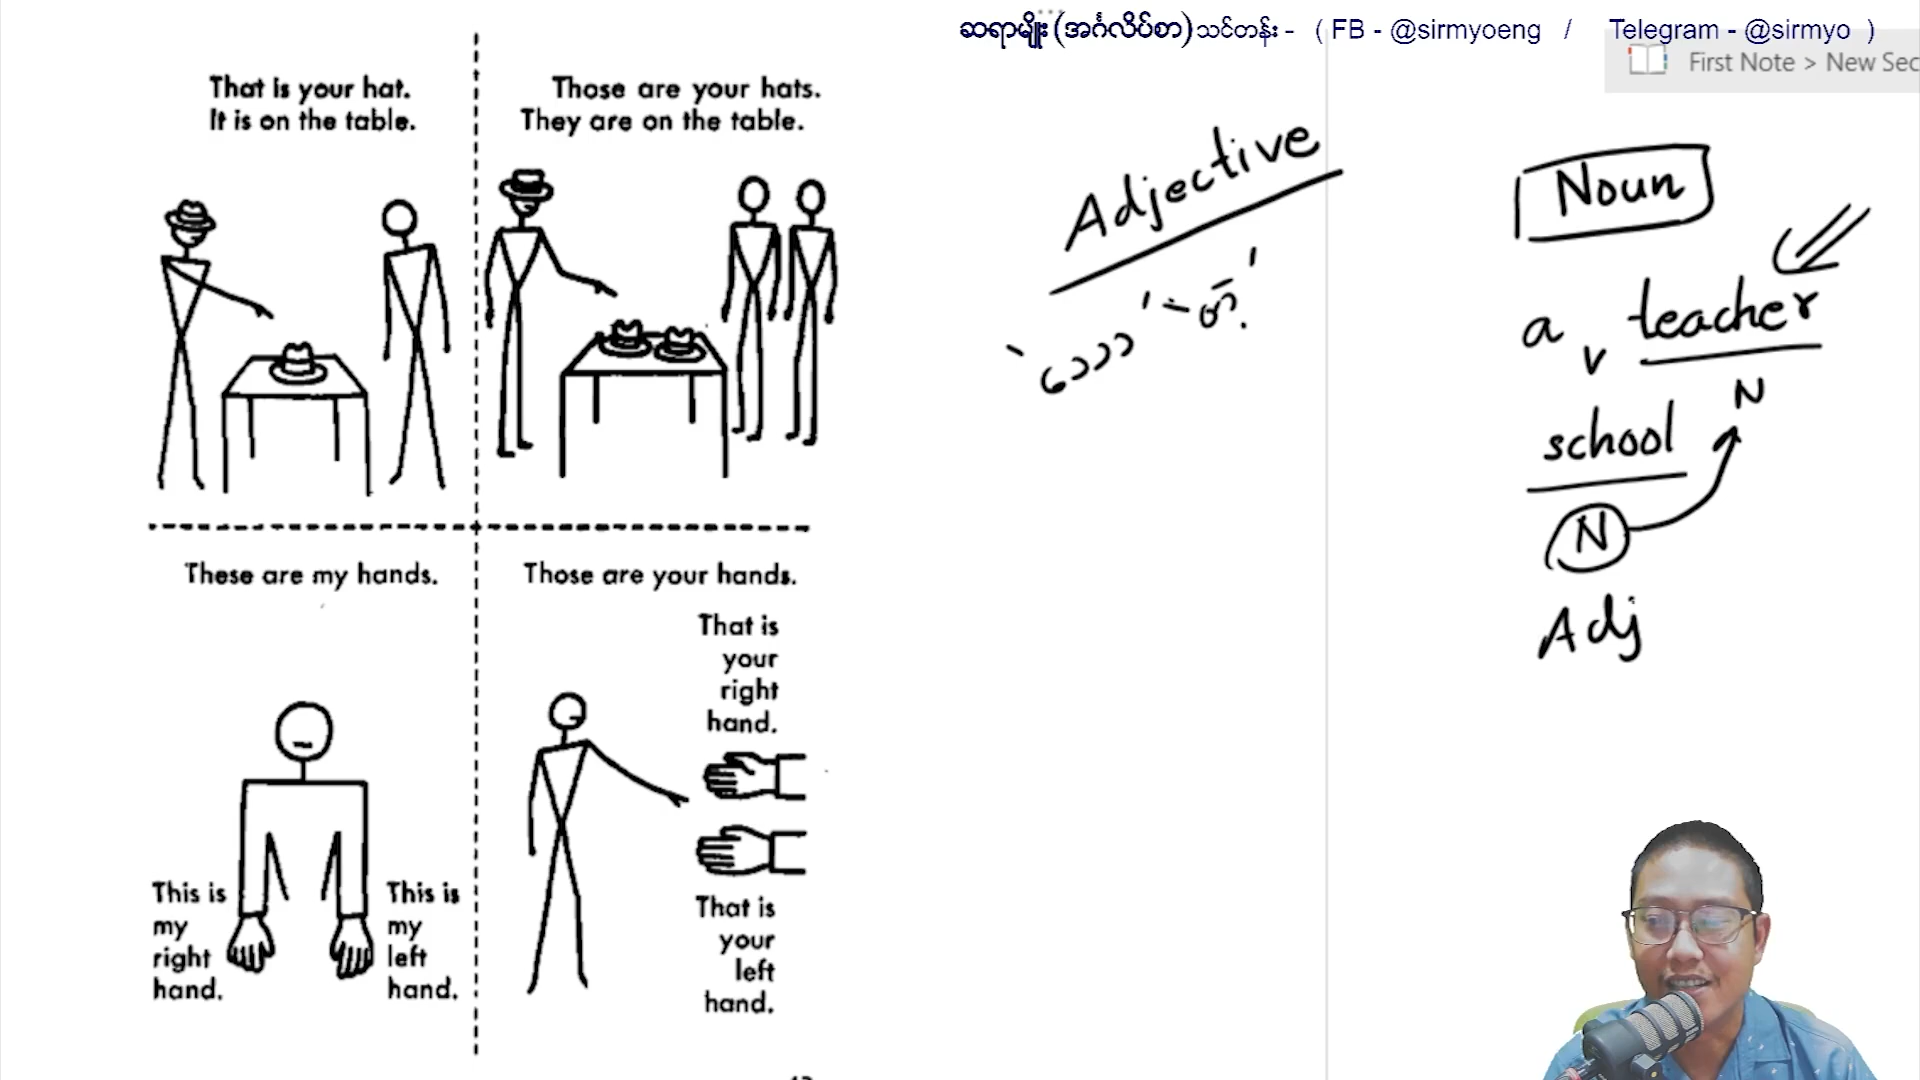 ဆရာမျိုး (အင်္ဂလိပ်စာ) သင်တန်း - ( FB - @sirmyoeng / Telegram - @sirmyo )
First Note > New Sec
That is your hat.
It is on the table.
Those are your hats.
They are on the table.
These are my hands.
Those are your hands.
That is
your
right
hand.
This is
my
right
hand.
This is
my
left
hand.
That is
your
left
hand.
Adjective
Noun
a v teacher
N
school
N
Adj